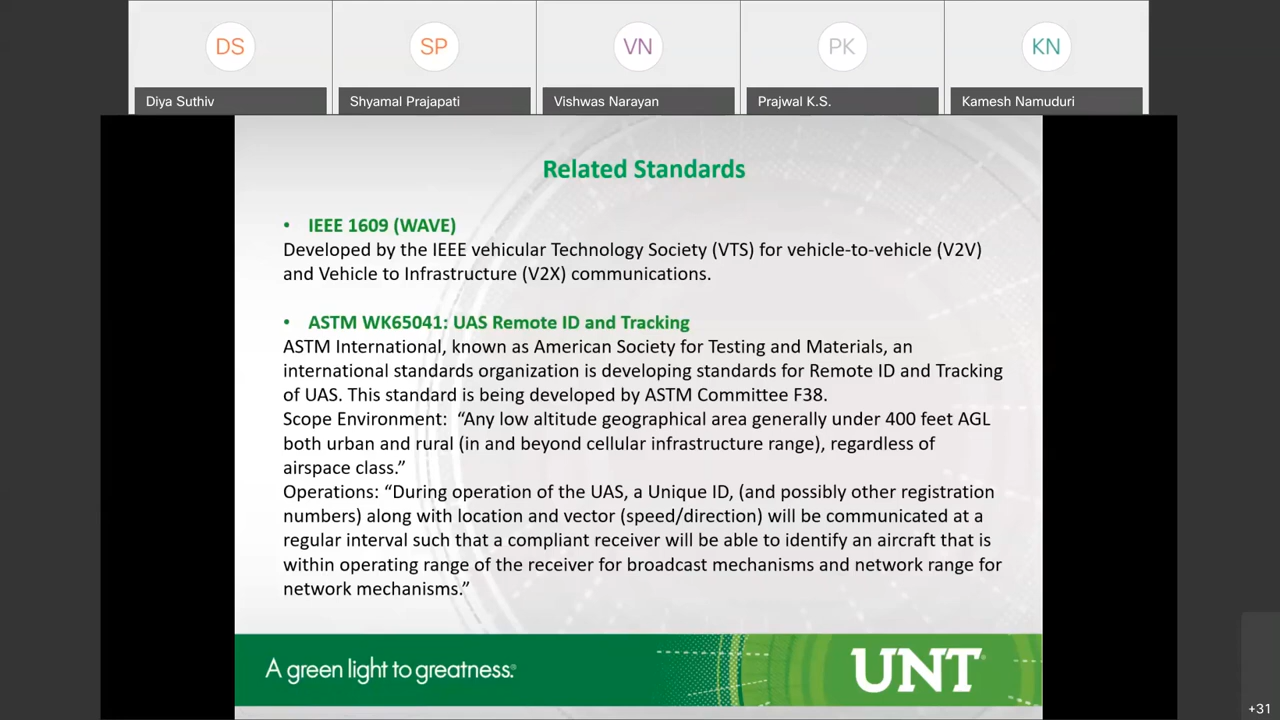 DS
SP
VN
PK
KN
Diya Suthiv
Shyamal Prajapati
Vishwas Narayan
Prajwal K.S.
Kamesh Namuduri
Related Standards
• IEEE 1609 (WAVE)
Developed by the IEEE vehicular Technology Society (VTS) for vehicle-to-vehicle (V2V)
and Vehicle to Infrastructure (V2X) communications.
• ASTM WK65041: UAS Remote ID and Tracking
ASTM International, known as American Society for Testing and Materials, an
international standards organization is developing standards for Remote ID and Tracking
of UAS. This standard is being developed by ASTM Committee F38.
Scope Environment: “Any low altitude geographical area generally under 400 feet AGL
both urban and rural (in and beyond cellular infrastructure range), regardless of
airspace class.”
Operations: “During operation of the UAS, a Unique ID, (and possibly other registration
numbers) along with location and vector (speed/direction) will be communicated at a
regular interval such that a compliant receiver will be able to identify an aircraft that is
within operating range of the receiver for broadcast mechanisms and network range for
network mechanisms.”
A green light to greatness.®
UNT®
+31